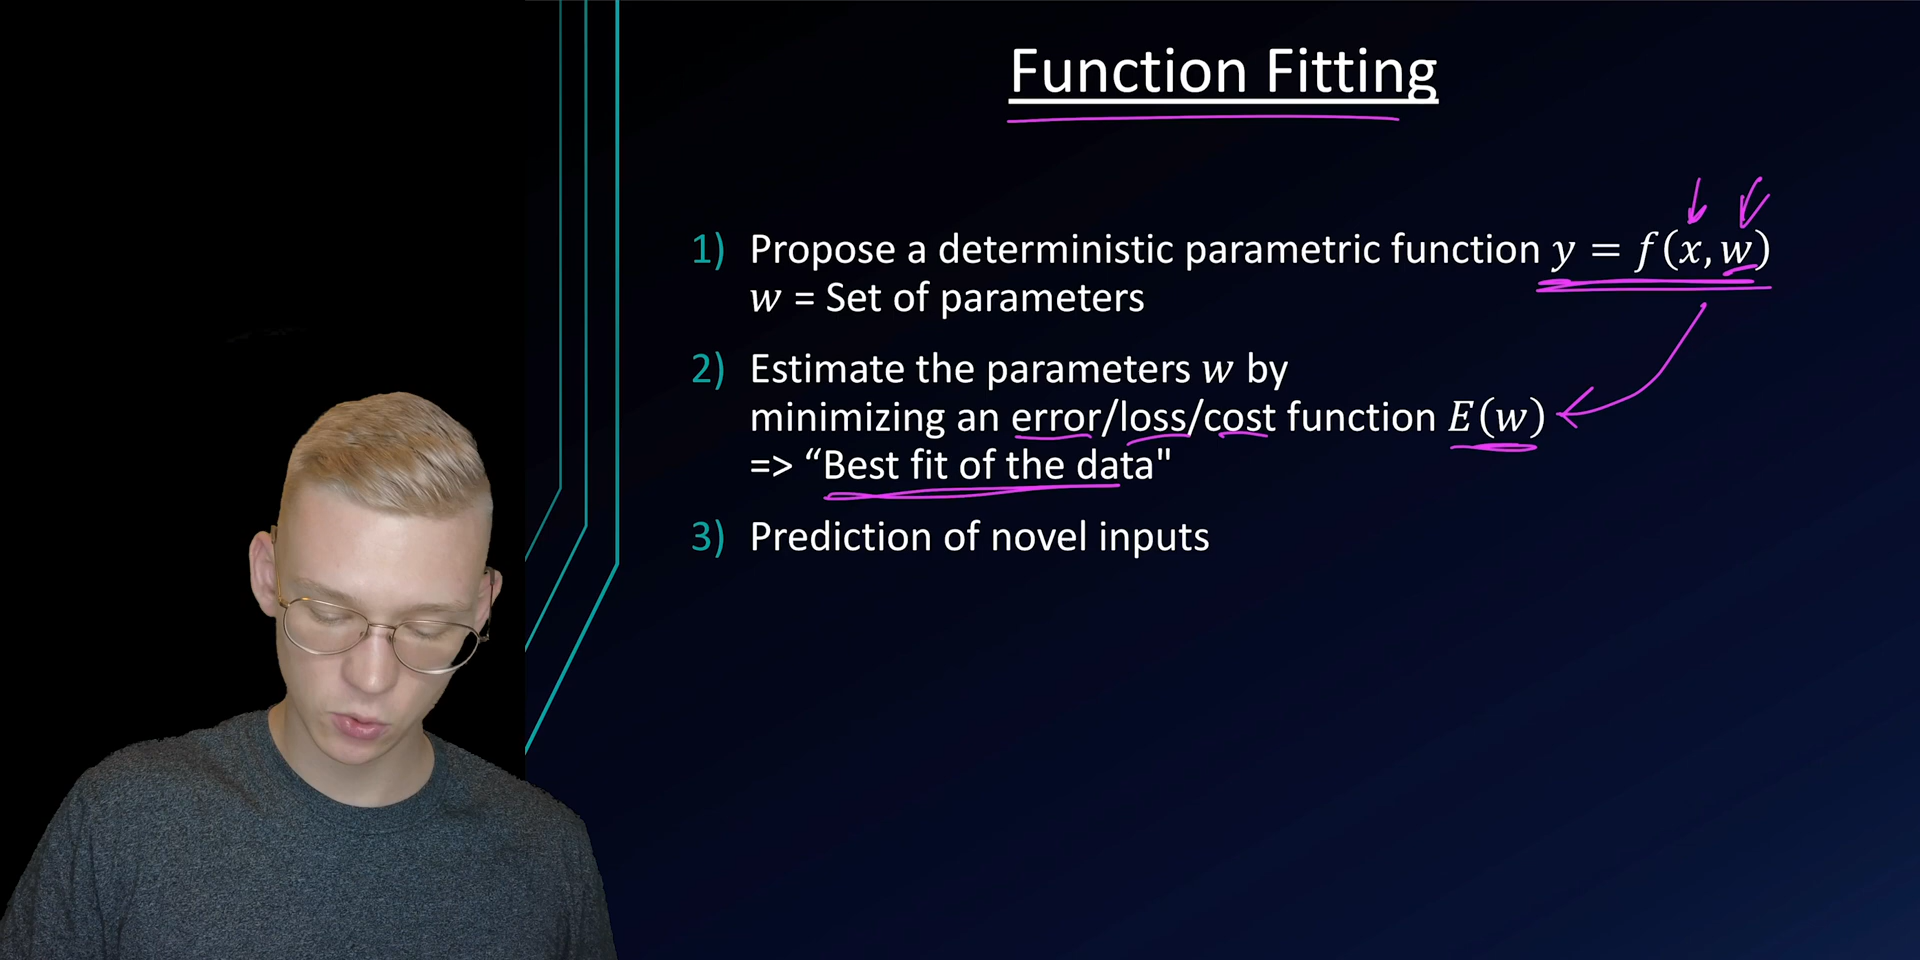 Function Fitting
1) Propose a deterministic parametric function y = f(x, w)
w = Set of parameters
2) Estimate the parameters w by
minimizing an error/loss/cost function E(w)
=> “Best fit of the data"
3) Prediction of novel inputs